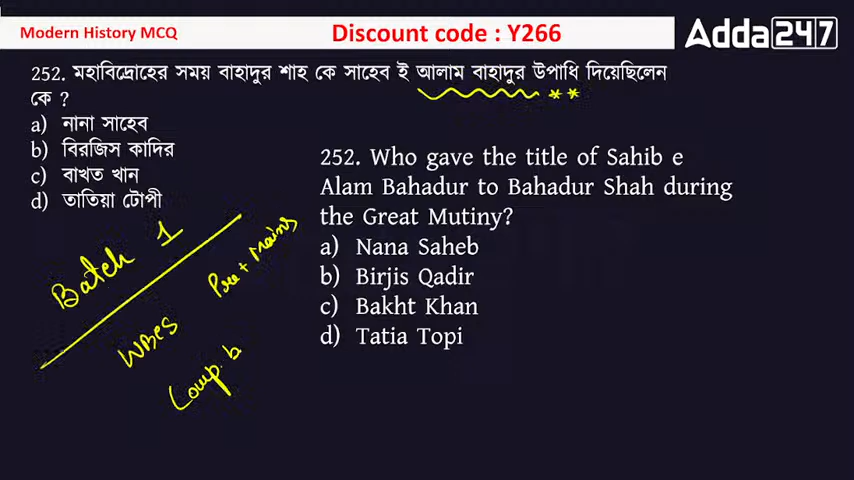 Modern History MCQ
Discount code : Y266
Adda247
252. মহাবিদ্রোহের সময় বাহাদুর শাহ কে সাহেব ই আলাম বাহাদুর উপাধি দিয়েছিলেন
কে ?
a) নানা সাহেব
b) বিরজিস কাদির
c) বাখত খান
d) তাতিয়া টোপী
252. Who gave the title of Sahib e
Alam Bahadur to Bahadur Shah during
the Great Mutiny?
a) Nana Saheb
b) Birjis Qadir
c) Bakht Khan
d) Tatia Topi
Batch 1
Pre + Mains
WBCS
Comp. b